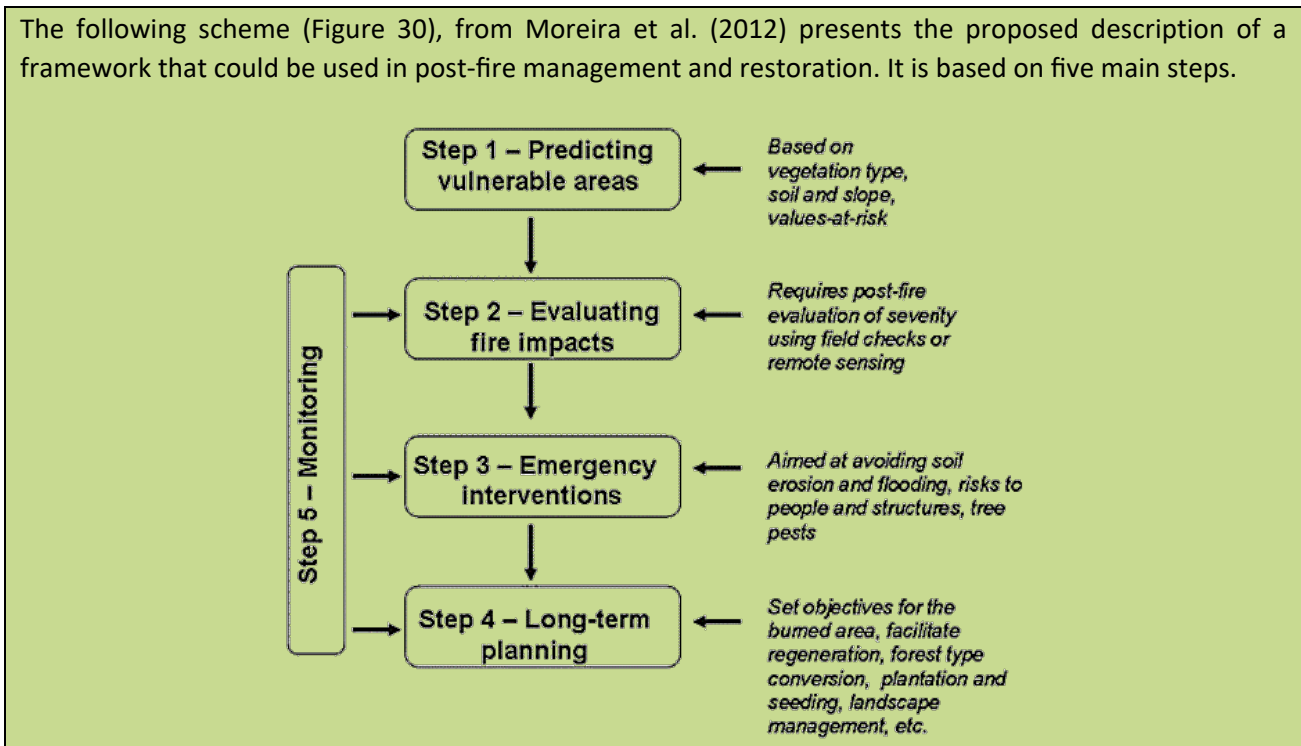 The following scheme (Figure 30), from Moreira et al. (2012) presents the proposed description of a
framework that could be used in post-fire management and restoration. It is based on five main steps.
Step 1 – Predicting
vulnerable areas
Based on
vegetation type,
soil and slope,
values-at-risk
Step 5 – Monitoring
Step 2 – Evaluating
fire impacts
Requires post-fire
evaluation of severity
using field checks or
remote sensing
Step 3 – Emergency
interventions
Aimed at avoiding soil
erosion and flooding, risks to
people and structures, tree
pests
Step 4 – Long-term
planning
Set objectives for the
burned area, facilitate
regeneration, forest type
conversion, plantation and
seeding, landscape
management, etc.